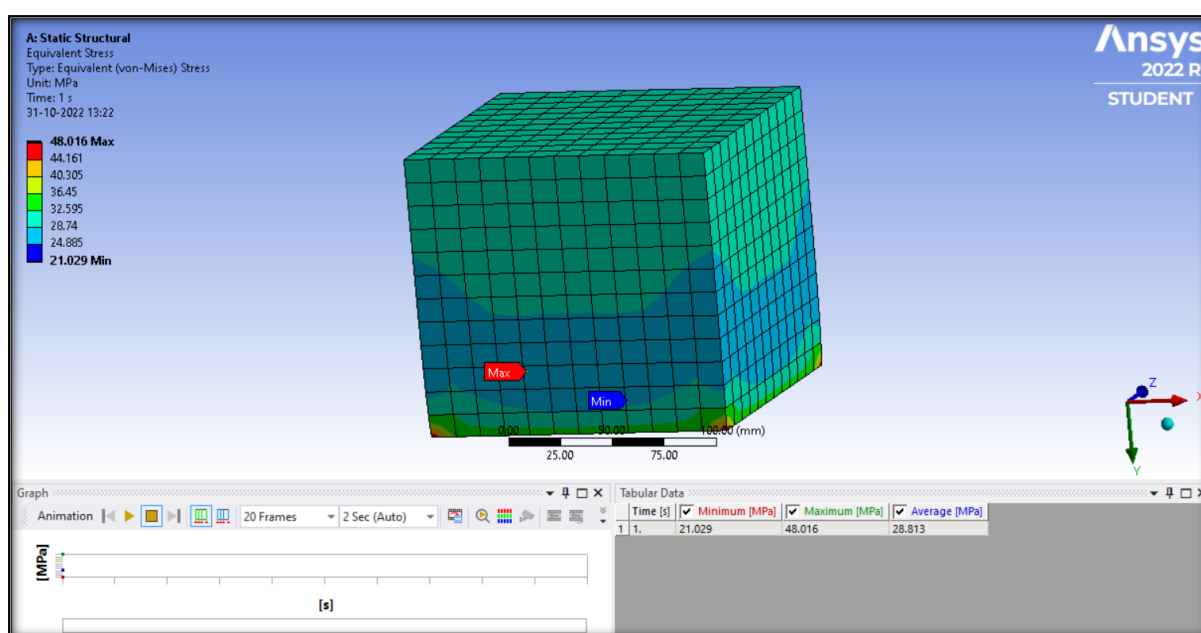 A: Static Structural
Equivalent Stress
Type: Equivalent (von-Mises) Stress
Unit: MPa
Time: 1 s
31-10-2022 13:22
48.016 Max
44.161
40.305
36.45
32.595
28.74
24.885
21.029 Min
Ansys
2022 R
STUDENT
Max
Min
0.00 50.00 100.00 (mm)
25.00 75.00
Z
X
Y
Graph
Animation 20 Frames 2 Sec (Auto)
[MPa]
[s]
Tabular Data
Time [s] Minimum [MPa] Maximum [MPa] Average [MPa]
1 1. 21.029 48.016 28.813